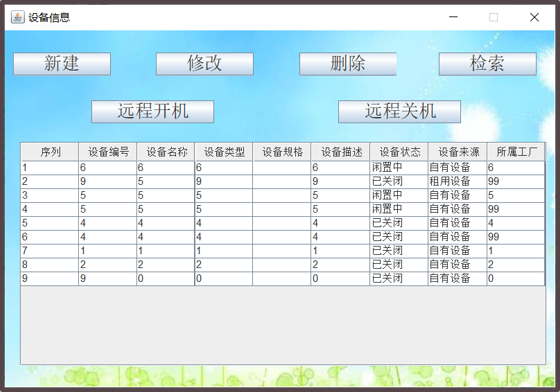 设备信息
新建 修改 删除 检索
远程开机 远程关机
序列 设备编号 设备名称 设备类型 设备规格 设备描述 设备状态 设备来源 所属工厂
1 6 6 6 6 闲置中 自有设备 6
2 9 5 9 9 已关闭 租用设备 99
3 5 5 5 5 闲置中 自有设备 5
4 5 5 5 5 闲置中 自有设备 99
5 4 4 4 4 已关闭 自有设备 4
6 4 4 4 4 已关闭 自有设备 99
7 1 1 1 1 已关闭 自有设备 1
8 2 2 2 2 已关闭 自有设备 2
9 9 0 0 0 已关闭 自有设备 0